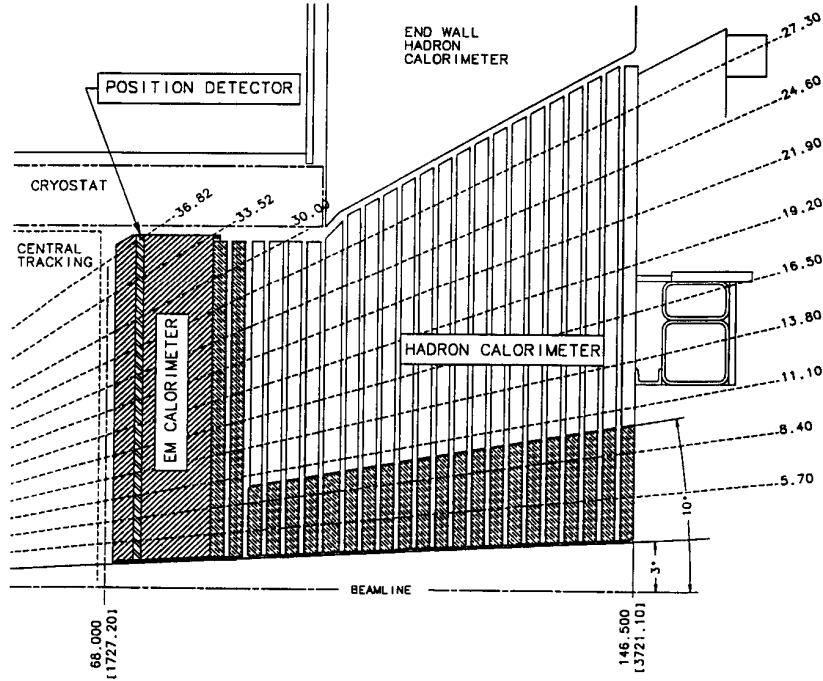 END WALL
HADRON
CALORIMETER
27.30
POSITION DETECTOR
24.60
21.90
CRYOSTAT
36.82
33.52
30.00
19.20
CENTRAL
TRACKING
16.50
EM CALORIMETER
HADRON CALORIMETER
13.80
11.10
8.40
5.70
10°
3°
BEAMLINE
68.000
[1727.20]
146.500
[3721.10]